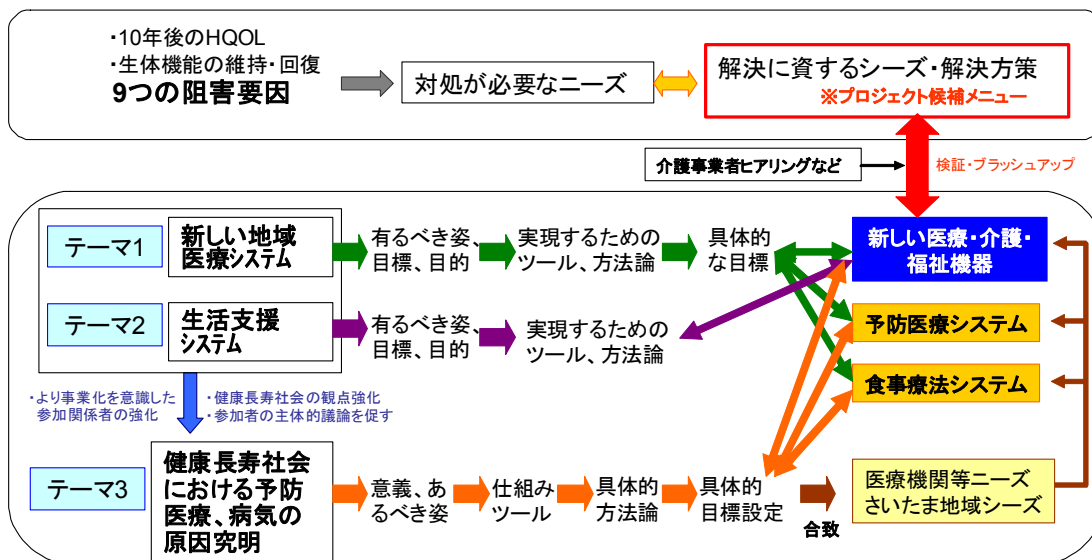 ・10年後のHQOL
・生体機能の維持・回復
9つの阻害要因
対処が必要なニーズ
解決に資するシーズ・解決方策
※プロジェクト候補メニュー
介護事業者ヒアリングなど
検証・ブラッシュアップ
テーマ1
新しい地域
医療システム
有るべき姿、
目標、目的
実現するための
ツール、方法論
具体的
な目標
新しい医療・介護・
福祉機器
テーマ2
生活支援
システム
有るべき姿、
目標、目的
実現するための
ツール、方法論
予防医療システム
食事療法システム
・より事業化を意識した
参加関係者の強化
・健康長寿社会の観点強化
・参加者の主体的議論を促す
テーマ3
健康長寿社会
における予防
医療、病気の
原因究明
意義、あ
るべき姿
仕組み
ツール
具体的
方法論
具体的
目標設定
合致
医療機関等ニーズ
さいたま地域シーズ